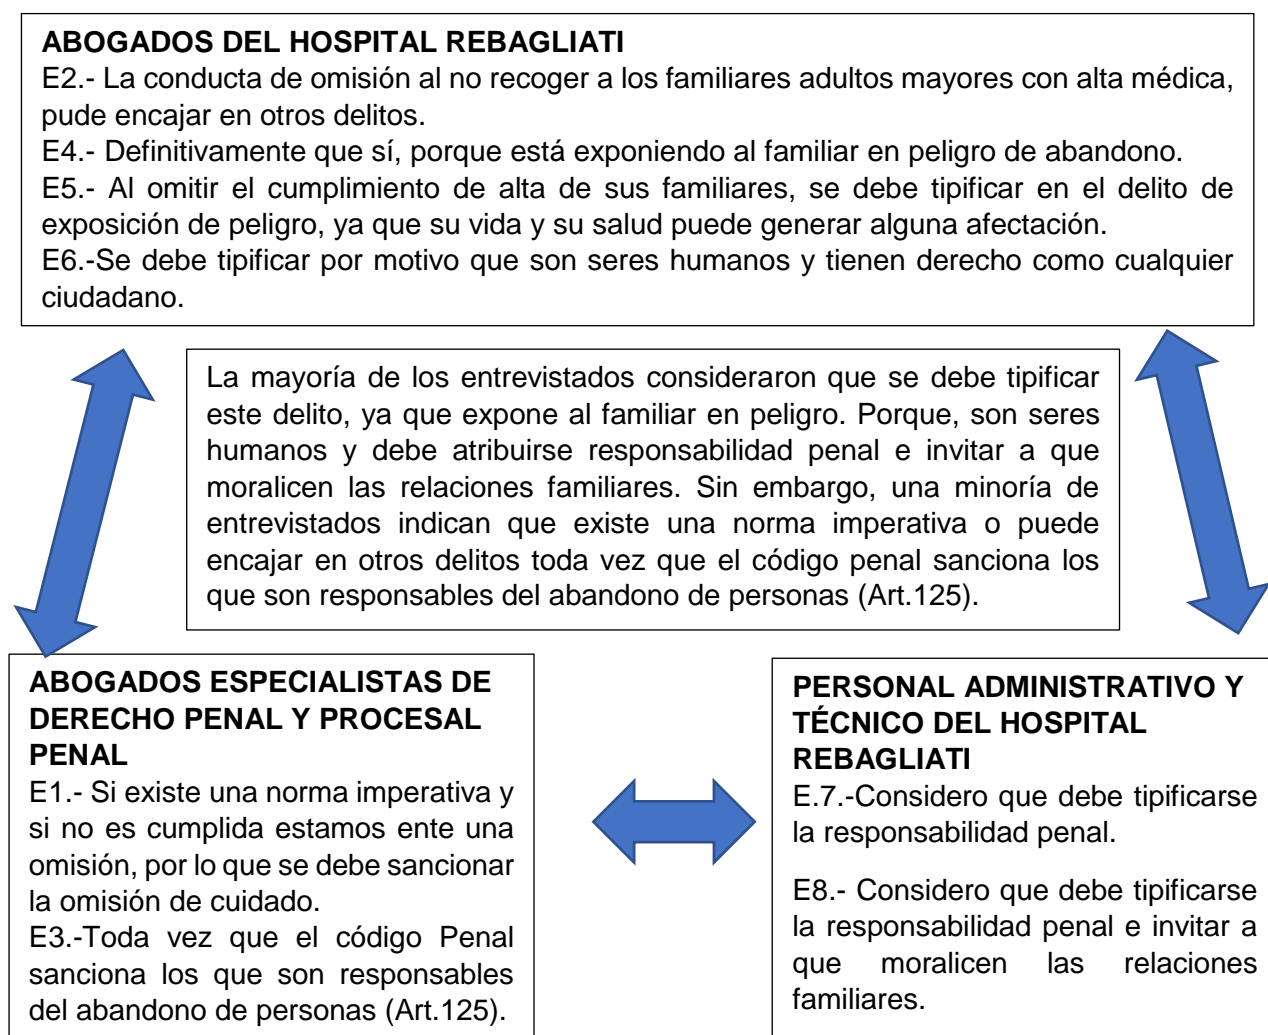 ABOGADOS DEL HOSPITAL REBAGLIATI
E2.- La conducta de omisión al no recoger a los familiares adultos mayores con alta médica,
pude encajar en otros delitos.
E4.- Definitivamente que sí, porque está exponiendo al familiar en peligro de abandono.
E5.- Al omitir el cumplimiento de alta de sus familiares, se debe tipificar en el delito de
exposición de peligro, ya que su vida y su salud puede generar alguna afectación.
E6.-Se debe tipificar por motivo que son seres humanos y tienen derecho como cualquier
ciudadano.
La mayoría de los entrevistados consideraron que se debe tipificar
este delito, ya que expone al familiar en peligro. Porque, son seres
humanos y debe atribuirse responsabilidad penal e invitar a que
moralicen las relaciones familiares. Sin embargo, una minoría de
entrevistados indican que existe una norma imperativa o puede
encajar en otros delitos toda vez que el código penal sanciona los
que son responsables del abandono de personas (Art.125).
ABOGADOS ESPECIALISTAS DE
DERECHO PENAL Y PROCESAL
PENAL
E1.- Si existe una norma imperativa y
si no es cumplida estamos ente una
omisión, por lo que se debe sancionar
la omisión de cuidado.
E3.-Toda vez que el código Penal
sanciona los que son responsables
del abandono de personas (Art.125).
PERSONAL ADMINISTRATIVO Y
TÉCNICO DEL HOSPITAL
REBAGLIATI
E.7.-Considero que debe tipificarse
la responsabilidad penal.
E8.- Considero que debe tipificarse
la responsabilidad penal e invitar a
que moralicen las relaciones
familiares.